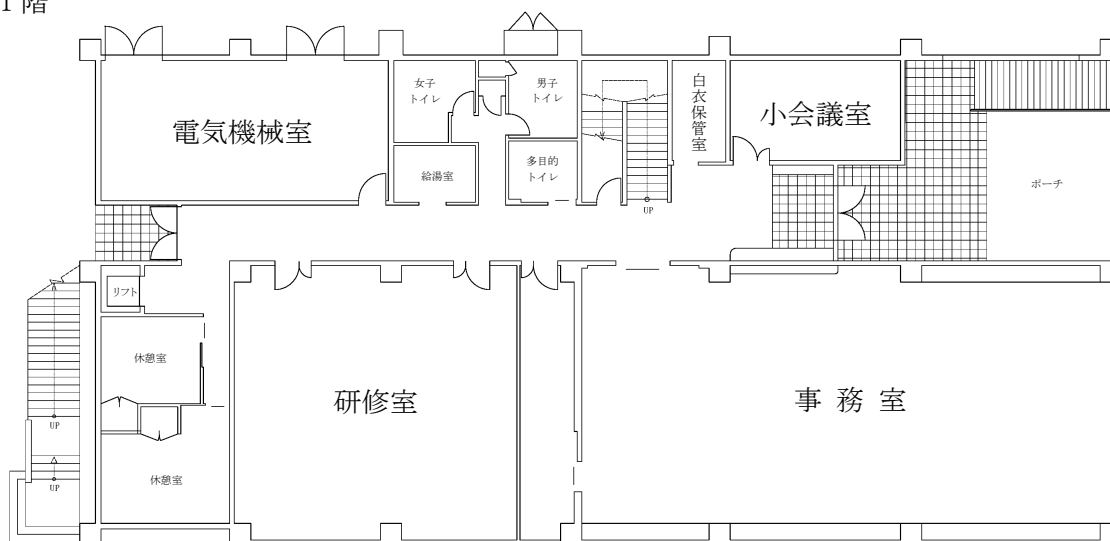 1 階
電気機械室
女子
トイレ
男子
トイレ
給湯室
多目的
トイレ
白衣保管室
小会議室
ポーチ
UP
リフト
休憩室
研修室
事 務 室
UP
休憩室
UP